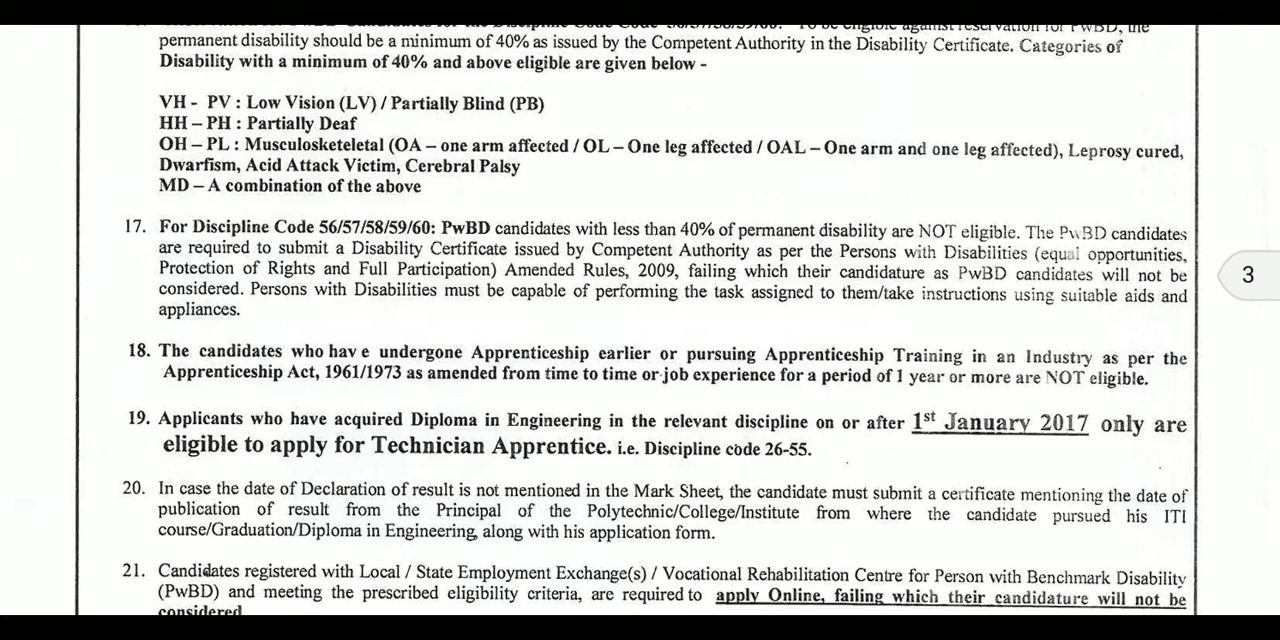 permanent disability should be a minimum of 40% as issued by the Competent Authority in the Disability Certificate. Categories of
Disability with a minimum of 40% and above eligible are given below -
VH - PV : Low Vision (LV) / Partially Blind (PB)
HH – PH : Partially Deaf
OH – PL : Musculosketeletal (OA – one arm affected / OL – One leg affected / OAL – One arm and one leg affected), Leprosy cured,
Dwarfism, Acid Attack Victim, Cerebral Palsy
MD – A combination of the above
17. For Discipline Code 56/57/58/59/60: PwBD candidates with less than 40% of permanent disability are NOT eligible. The PwBD candidates
are required to submit a Disability Certificate issued by Competent Authority as per the Persons with Disabilities (equal opportunities,
Protection of Rights and Full Participation) Amended Rules, 2009, failing which their candidature as PwBD candidates will not be
considered. Persons with Disabilities must be capable of performing the task assigned to them/take instructions using suitable aids and
appliances.
3
18. The candidates who hav e undergone Apprenticeship earlier or pursuing Apprenticeship Training in an Industry as per the
Apprenticeship Act, 1961/1973 as amended from time to time or job experience for a period of 1 year or more are NOT eligible.
19. Applicants who have acquired Diploma in Engineering in the relevant discipline on or after 1st January 2017 only are
eligible to apply for Technician Apprentice. i.e. Discipline code 26-55.
20. In case the date of Declaration of result is not mentioned in the Mark Sheet, the candidate must submit a certificate mentioning the date of
publication of result from the Principal of the Polytechnic/College/Institute from where the candidate pursued his ITI
course/Graduation/Diploma in Engineering, along with his application form.
21. Candidates registered with Local / State Employment Exchange(s) / Vocational Rehabilitation Centre for Person with Benchmark Disability
(PwBD) and meeting the prescribed eligibility criteria, are required to apply Online, failing which their candidature will not be
considered